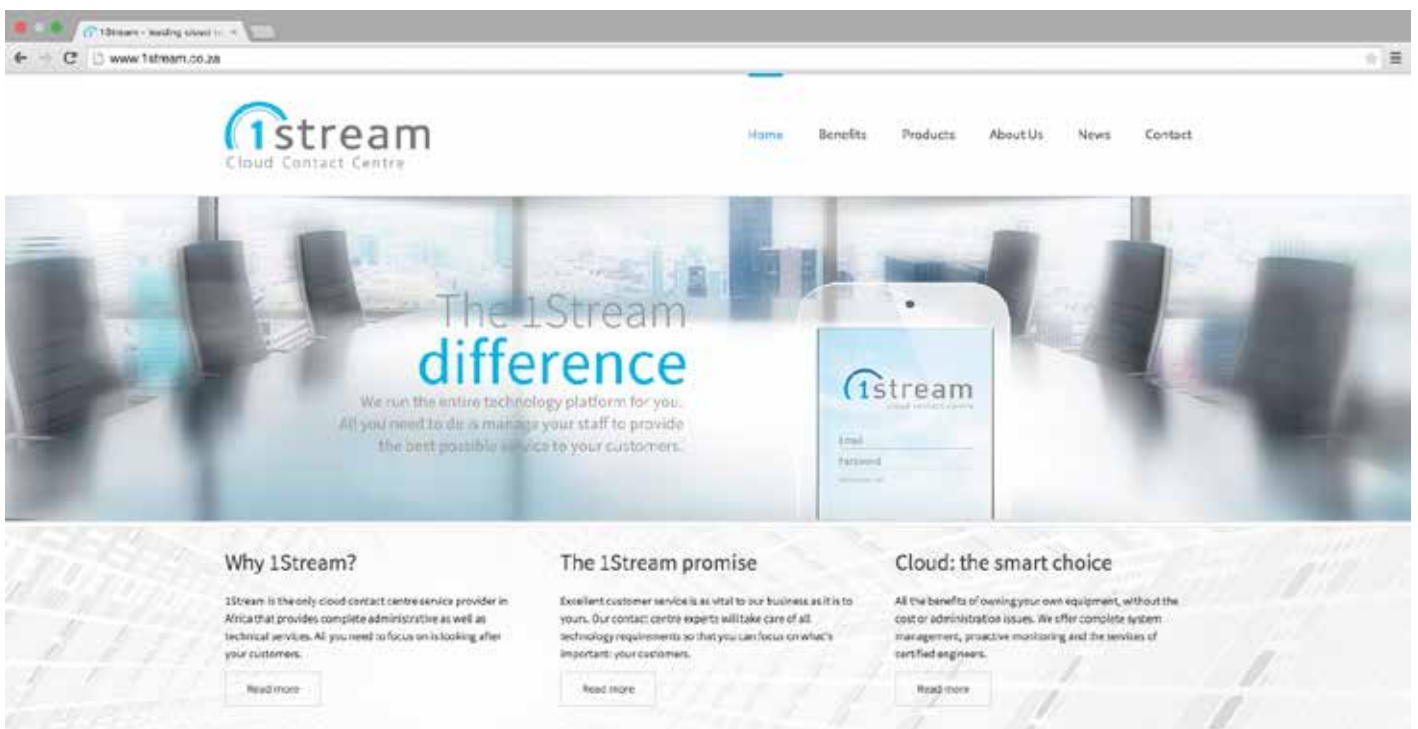 1Stream - leading cloud
www.1stream.co.za
1stream
Cloud Contact Centre
Home Benefits Products About Us News Contact
The 1Stream
difference
We run the entire technology platform for you.
All you need to do is manage your staff to provide
the best possible service to your customers.
1stream
cloud contact centre
Email
Password
Why 1Stream?
1Stream is the only cloud contact centre service provider in
Africa that provides complete administrative as well as
technical services. All you need to focus on is looking after
your customers.
Read more
The 1Stream promise
Excellent customer service is as vital to our business as it is to
yours. Our contact centre experts will take care of all
technology requirements so that you can focus on what's
important: your customers.
Read more
Cloud: the smart choice
All the benefits of owning your own equipment, without the
cost or administration issues. We offer complete system
management, proactive monitoring and the services of
certified engineers.
Read more